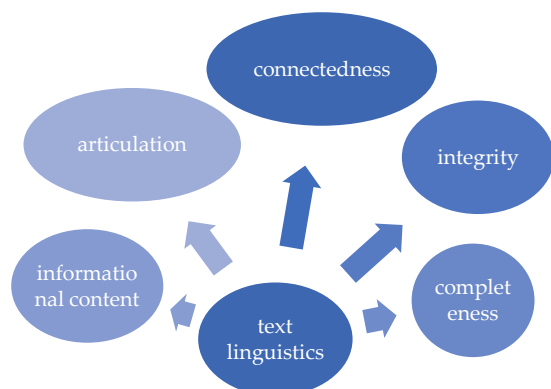 connectedness
articulation
integrity
informatio
nal content
complet
eness
text
linguistics